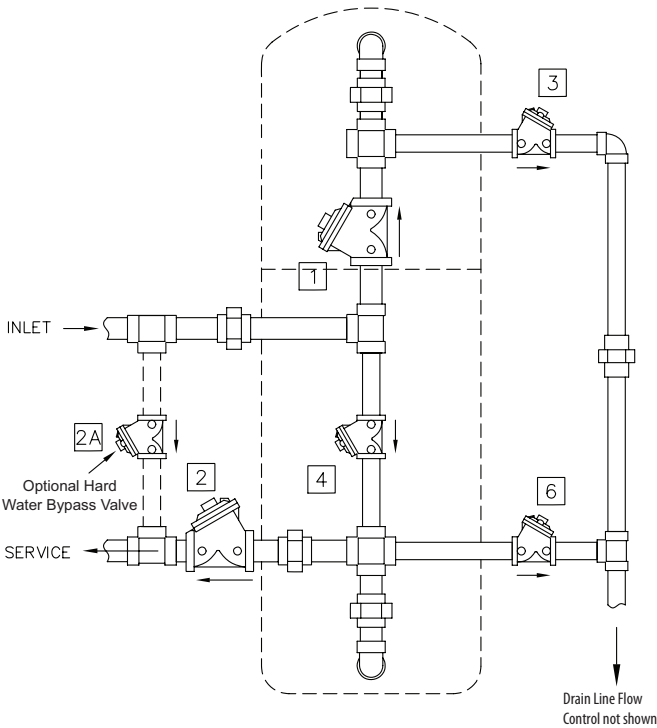 3
1
INLET
2A
Optional Hard
Water Bypass Valve
2
4
6
SERVICE
Drain Line Flow
Control not shown